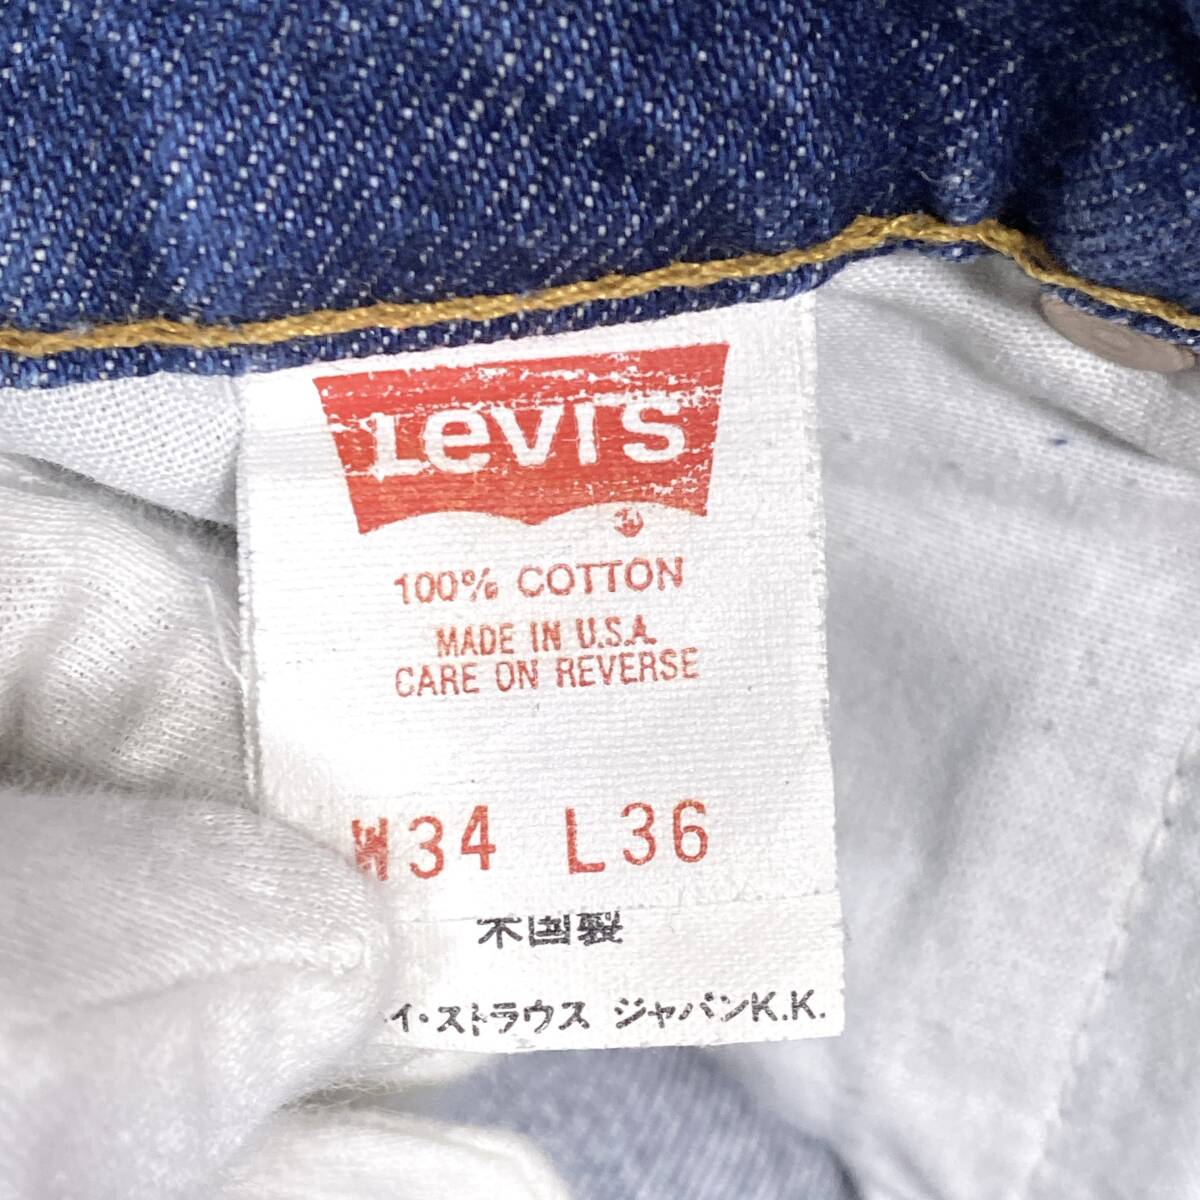 Levi's
100% COTTON
MADE IN U.S.A.
CARE ON REVERSE
W34 L36
米国製
イ・ストラウス ジャパンK.K.